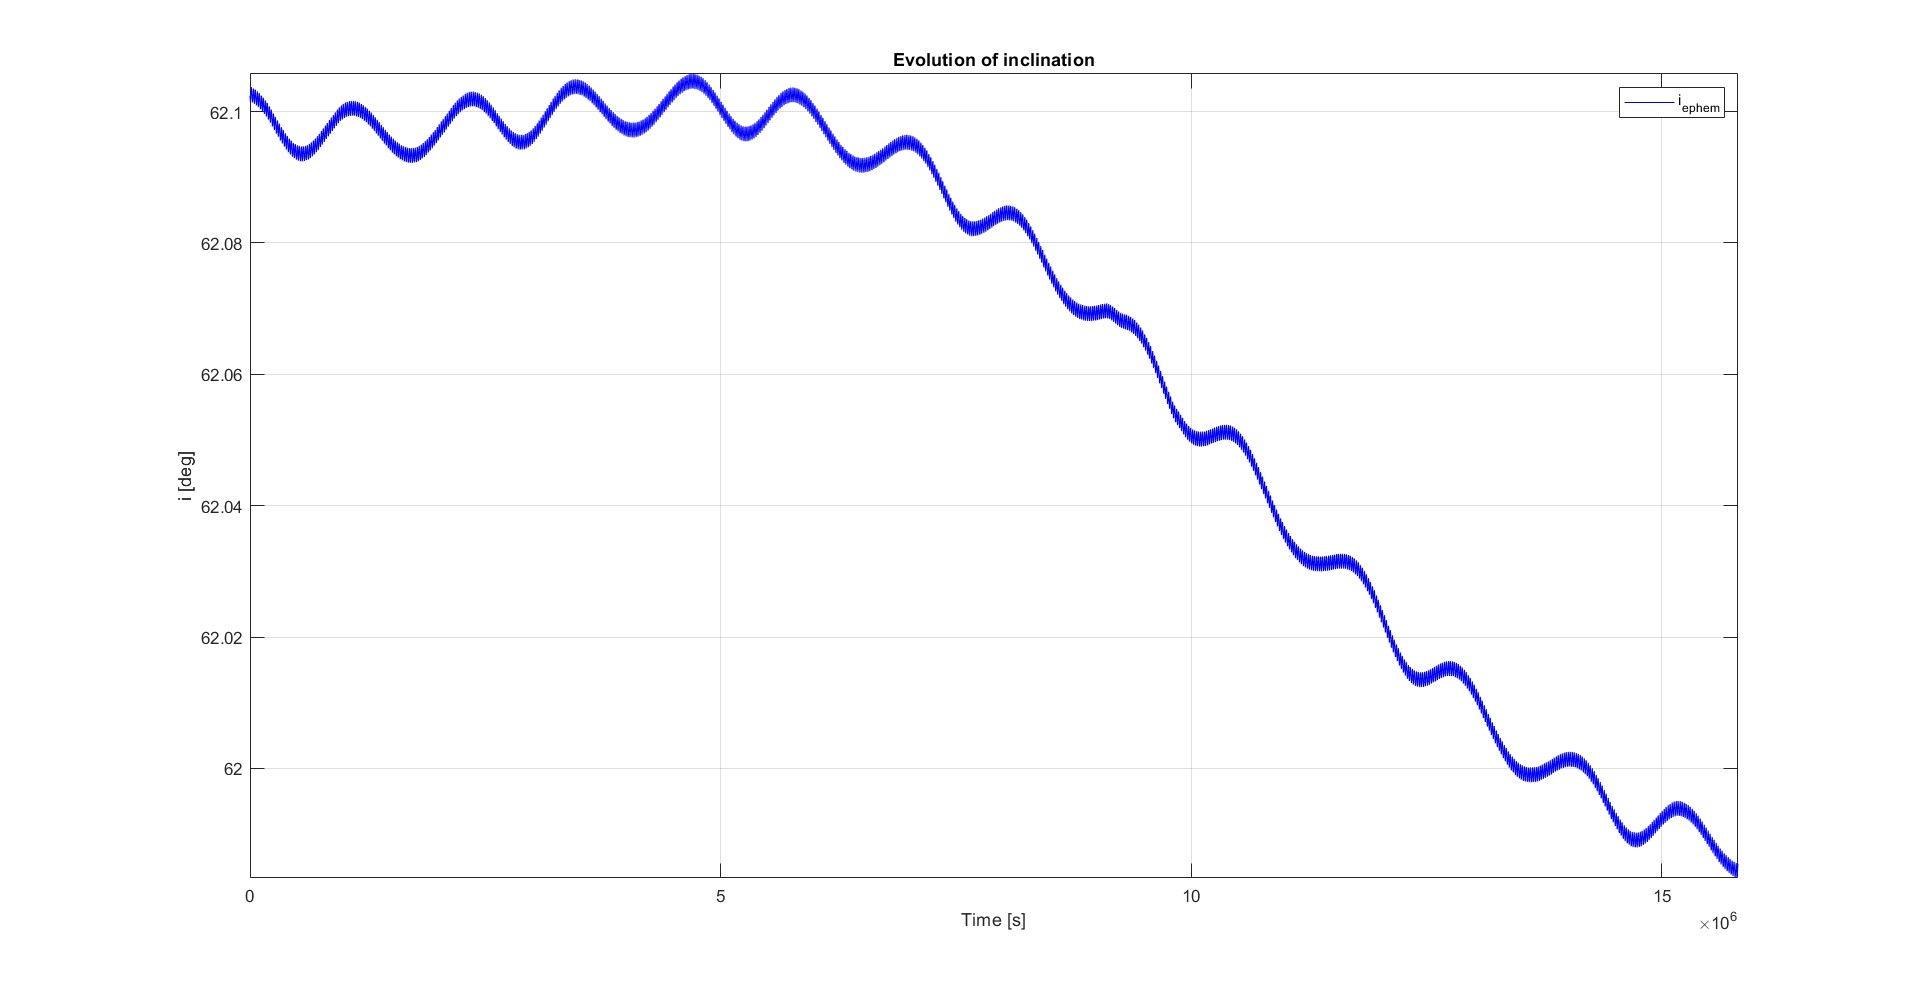 Evolution of inclination
i_ephem
62.1
62.08
62.06
62.04
62.02
62
i [deg]
0
5
10
15
Time [s]
×10^6